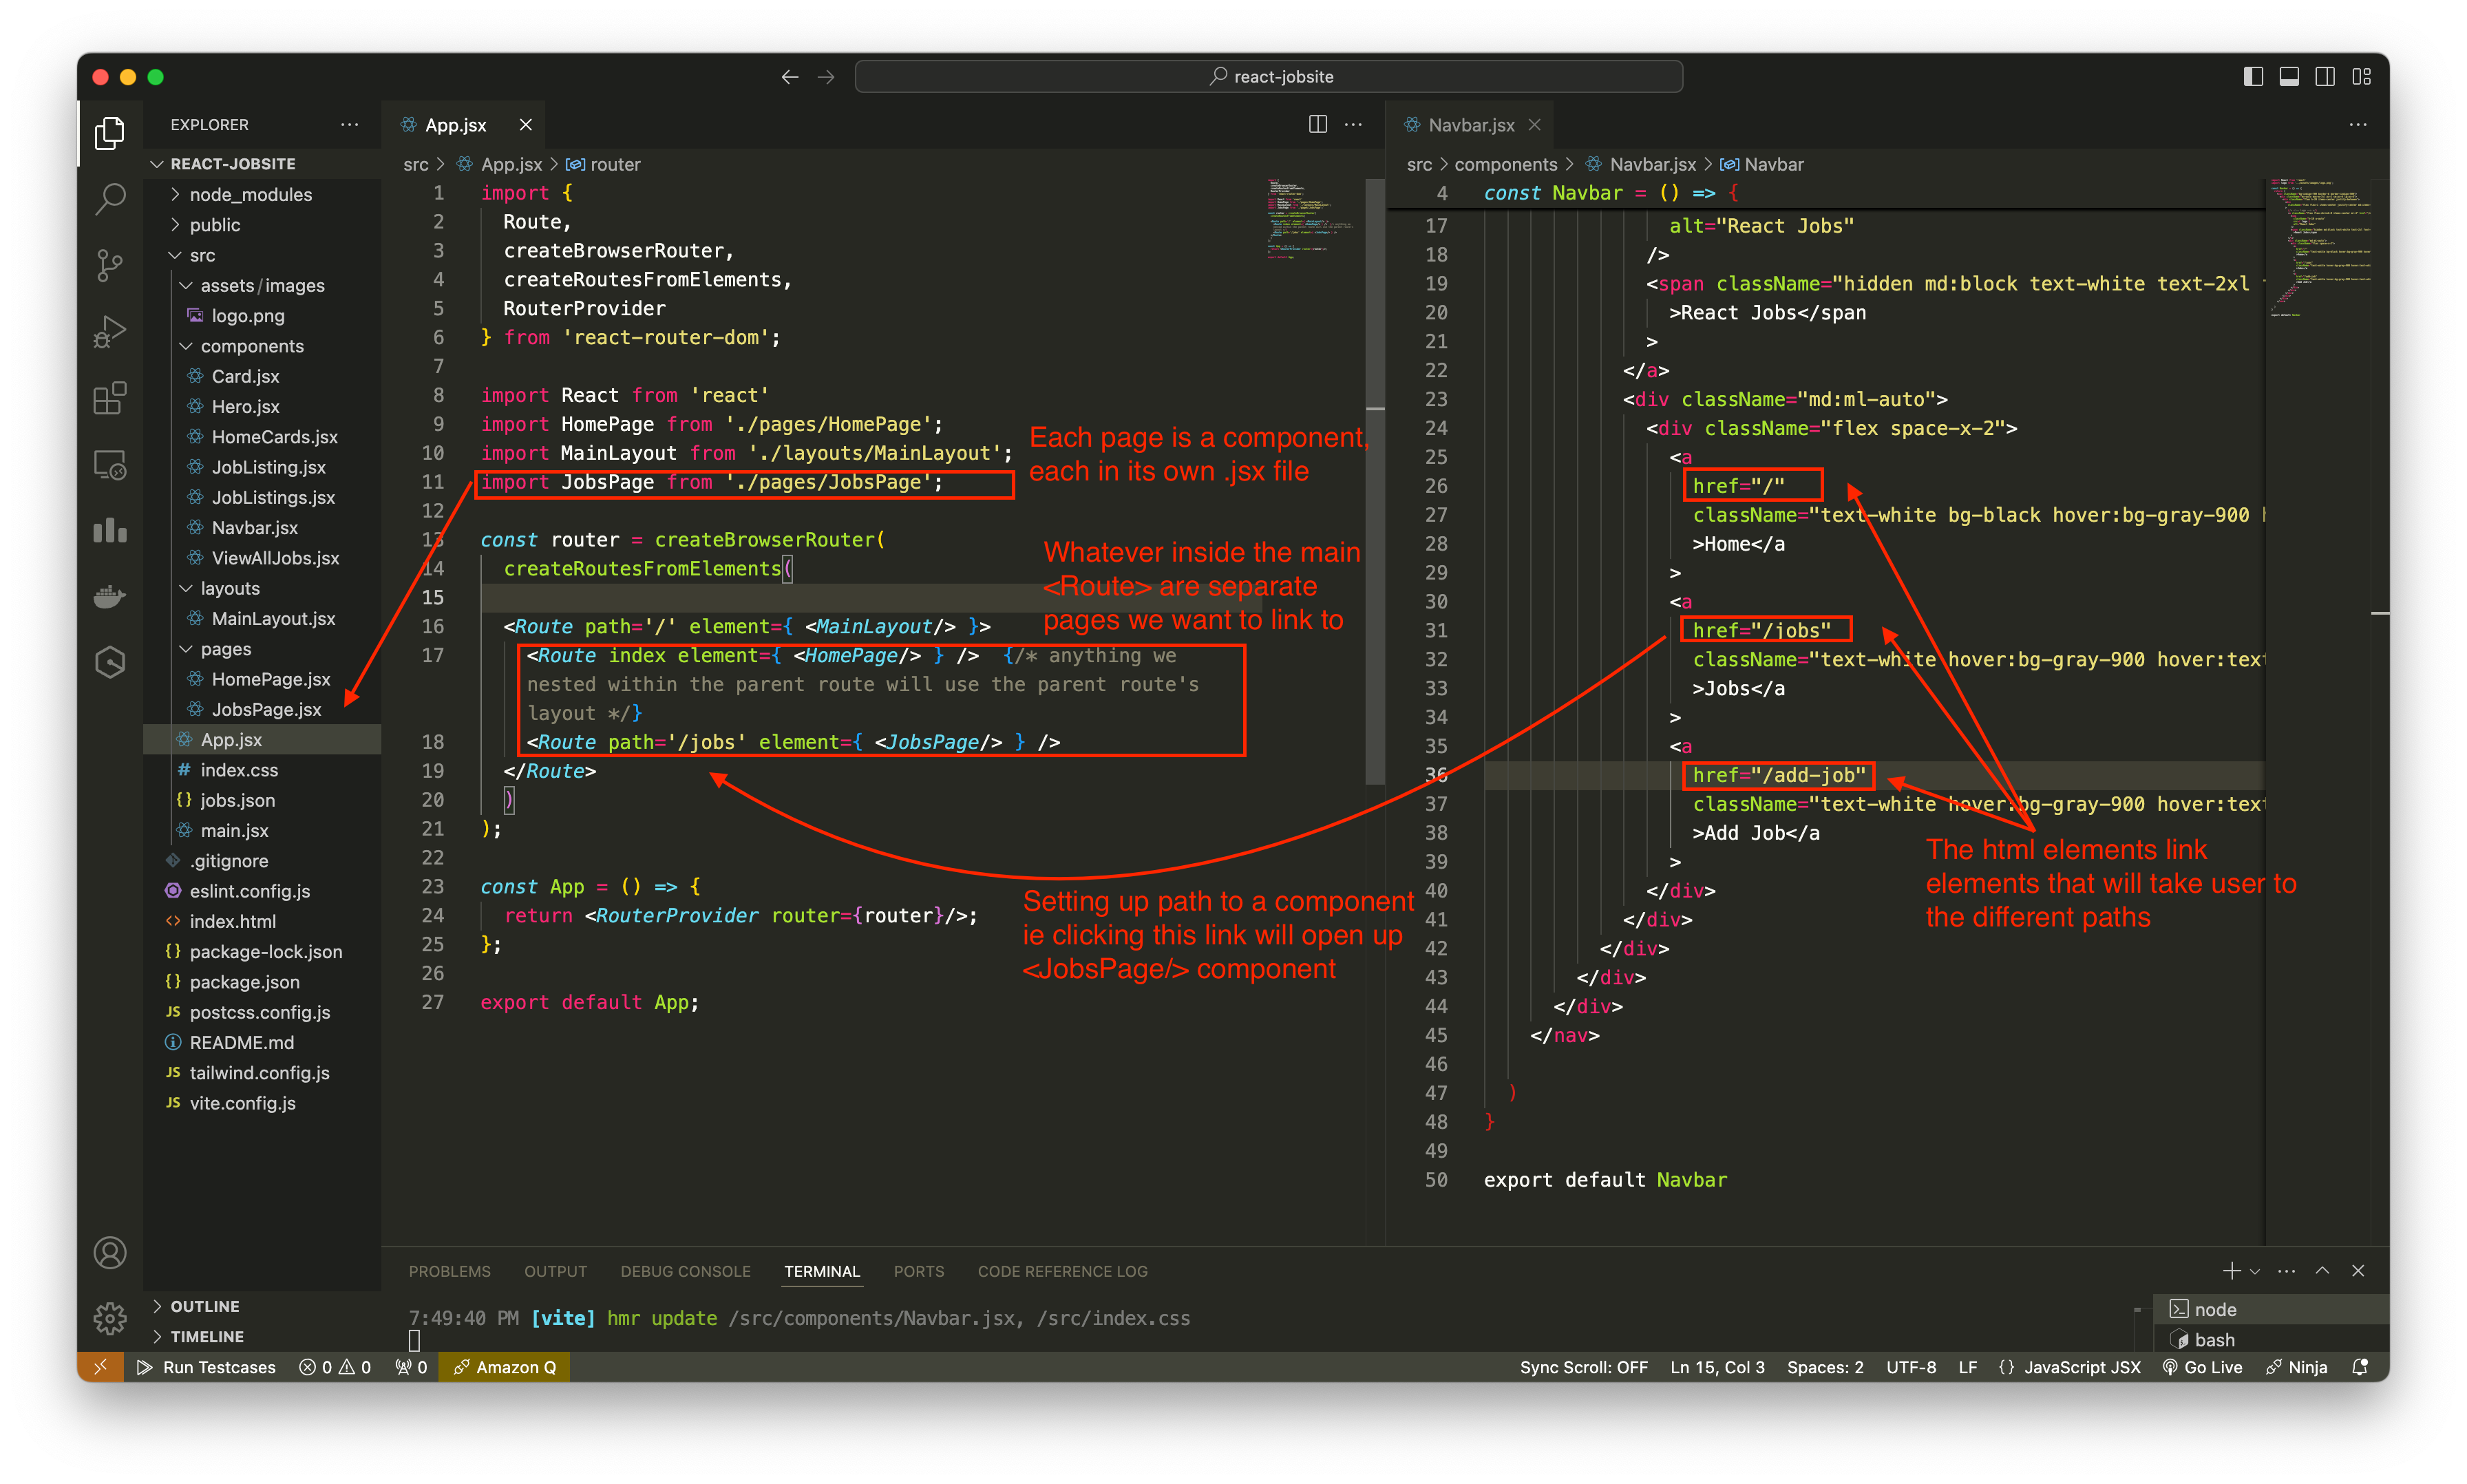 react-jobsite
EXPLORER
REACT-JOBSITE
node_modules
public
src
assets/images
logo.png
components
Card.jsx
Hero.jsx
HomeCards.jsx
JobListing.jsx
JobListings.jsx
Navbar.jsx
ViewAllJobs.jsx
layouts
MainLayout.jsx
pages
HomePage.jsx
JobsPage.jsx
App.jsx
index.css
jobs.json
main.jsx
.gitignore
eslint.config.js
index.html
package-lock.json
package.json
postcss.config.js
README.md
tailwind.config.js
vite.config.js
OUTLINE
TIMELINE
App.jsx
src > App.jsx > router
1 import {
2 Route,
3 createBrowserRouter,
4 createRoutesFromElements,
5 RouterProvider
6 } from 'react-router-dom';
7
8 import React from 'react'
9 import HomePage from './pages/HomePage';
10 import MainLayout from './layouts/MainLayout';
11 import JobsPage from './pages/JobsPage';
12
13 const router = createBrowserRouter(
14 createRoutesFromElements(
15
16 <Route path='/' element={ <MainLayout/> }>
17 <Route index element={ <HomePage/> } /> {/* anything we
nested within the parent route will use the parent route's
layout */}
18 <Route path='/jobs' element={ <JobsPage/> } />
19 </Route>
20 )
21 );
22
23 const App = () => {
24 return <RouterProvider router={router}/>;
25 };
26
27 export default App;
Each page is a component,
each in its own .jsx file
Whatever inside the main
<Route> are separate
pages we want to link to
Setting up path to a component
ie clicking this link will open up
<JobsPage/> component
Navbar.jsx
src > components > Navbar.jsx > Navbar
4 const Navbar = () => {
17 alt="React Jobs"
18 />
19 <span className="hidden md:block text-white text-2xl
20 >React Jobs</span
21 >
22 </a>
23 <div className="md:ml-auto">
24 <div className="flex space-x-2">
25 <a
26 href="/"
27 className="text-white bg-black hover:bg-gray-900
28 >Home</a
29 >
30 <a
31 href="/jobs"
32 className="text-white hover:bg-gray-900 hover:tex
33 >Jobs</a
34 >
35 <a
36 href="/add-job"
37 className="text-white hover:bg-gray-900 hover:tex
38 >Add Job</a
39 >
40 </div>
41 </div>
42 </div>
43 </div>
44 </div>
45 </nav>
46
47 )
48 }
49
50 export default Navbar
The html elements link
elements that will take user to
the different paths
PROBLEMS OUTPUT DEBUG CONSOLE TERMINAL PORTS CODE REFERENCE LOG
7:49:40 PM [vite] hmr update /src/components/Navbar.jsx, /src/index.css
node
bash
Run Testcases 0 0 0 Amazon Q Sync Scroll: OFF Ln 15, Col 3 Spaces: 2 UTF-8 LF {} JavaScript JSX Go Live Ninja